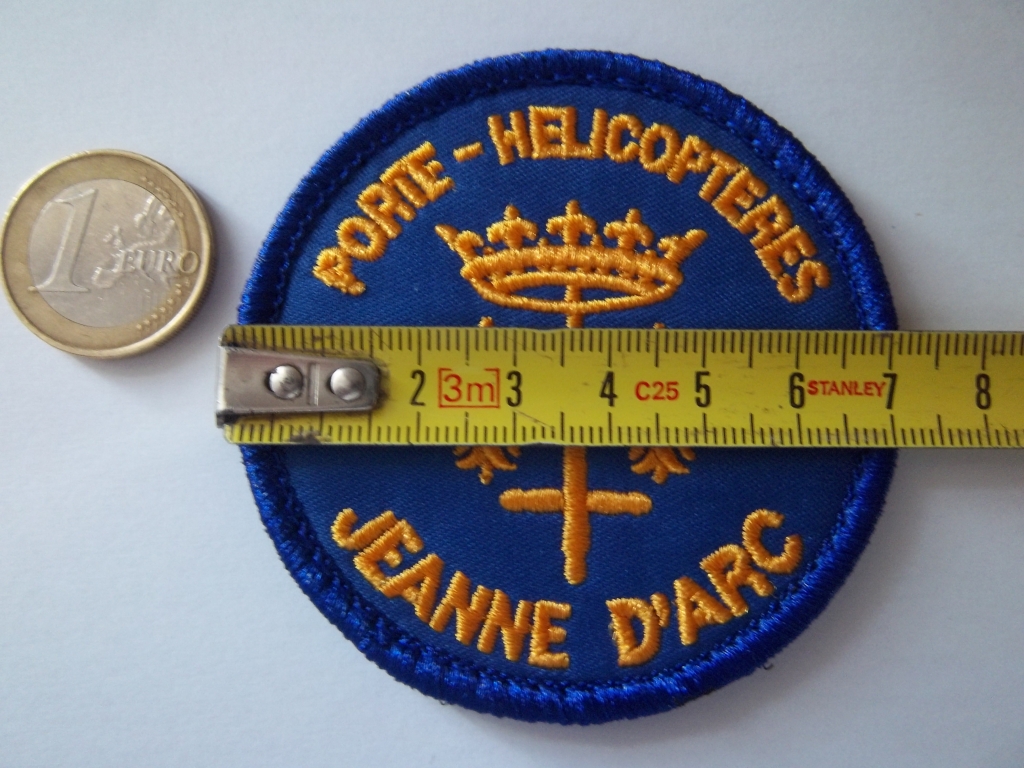 PORTE-HELICOPTERES
1 EURO
2 3m 3 4 C25 5 6 STANLEY 7 8
JEANNE D'ARC